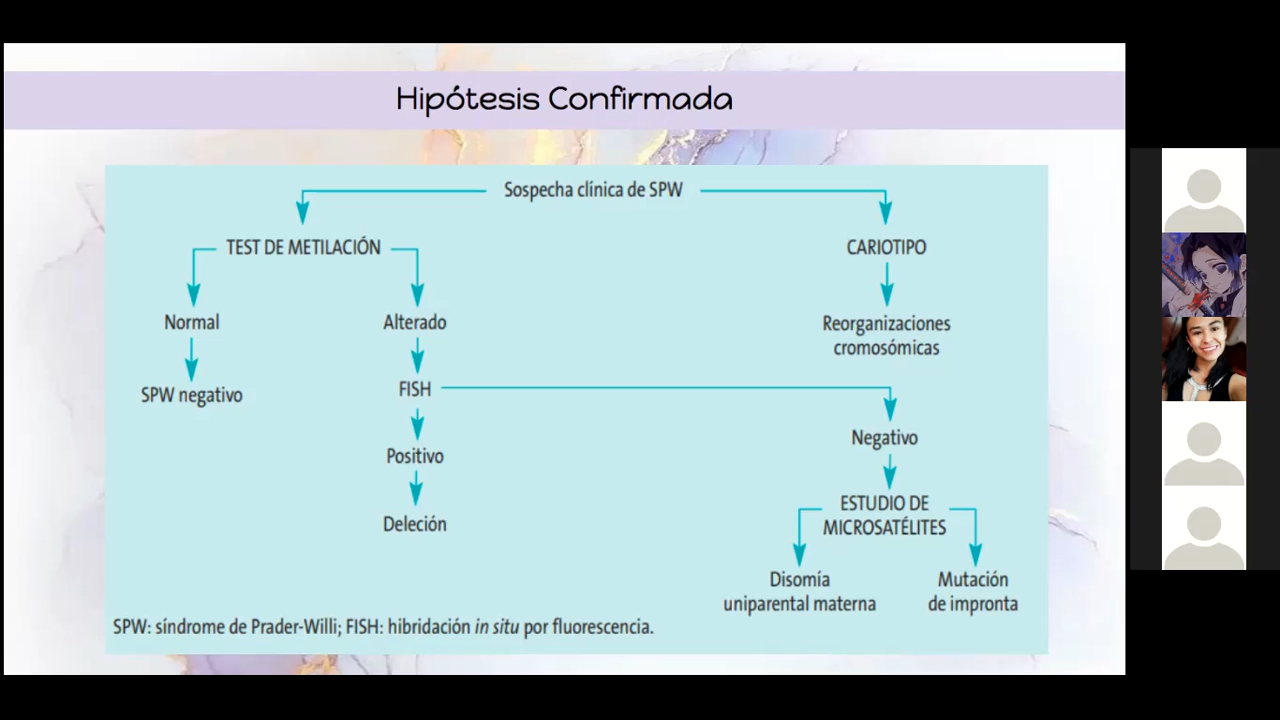 Hipótesis Confirmada
Sospecha clínica de SPW
TEST DE METILACIÓN
CARIOTIPO
Normal
Alterado
Reorganizaciones
cromosómicas
SPW negativo
FISH
Negativo
Positivo
ESTUDIO DE
MICROSATÉLITES
Deleción
Disomía
uniparental materna
Mutación
de impronta
SPW: síndrome de Prader-Willi; FISH: hibridación in situ por fluorescencia.